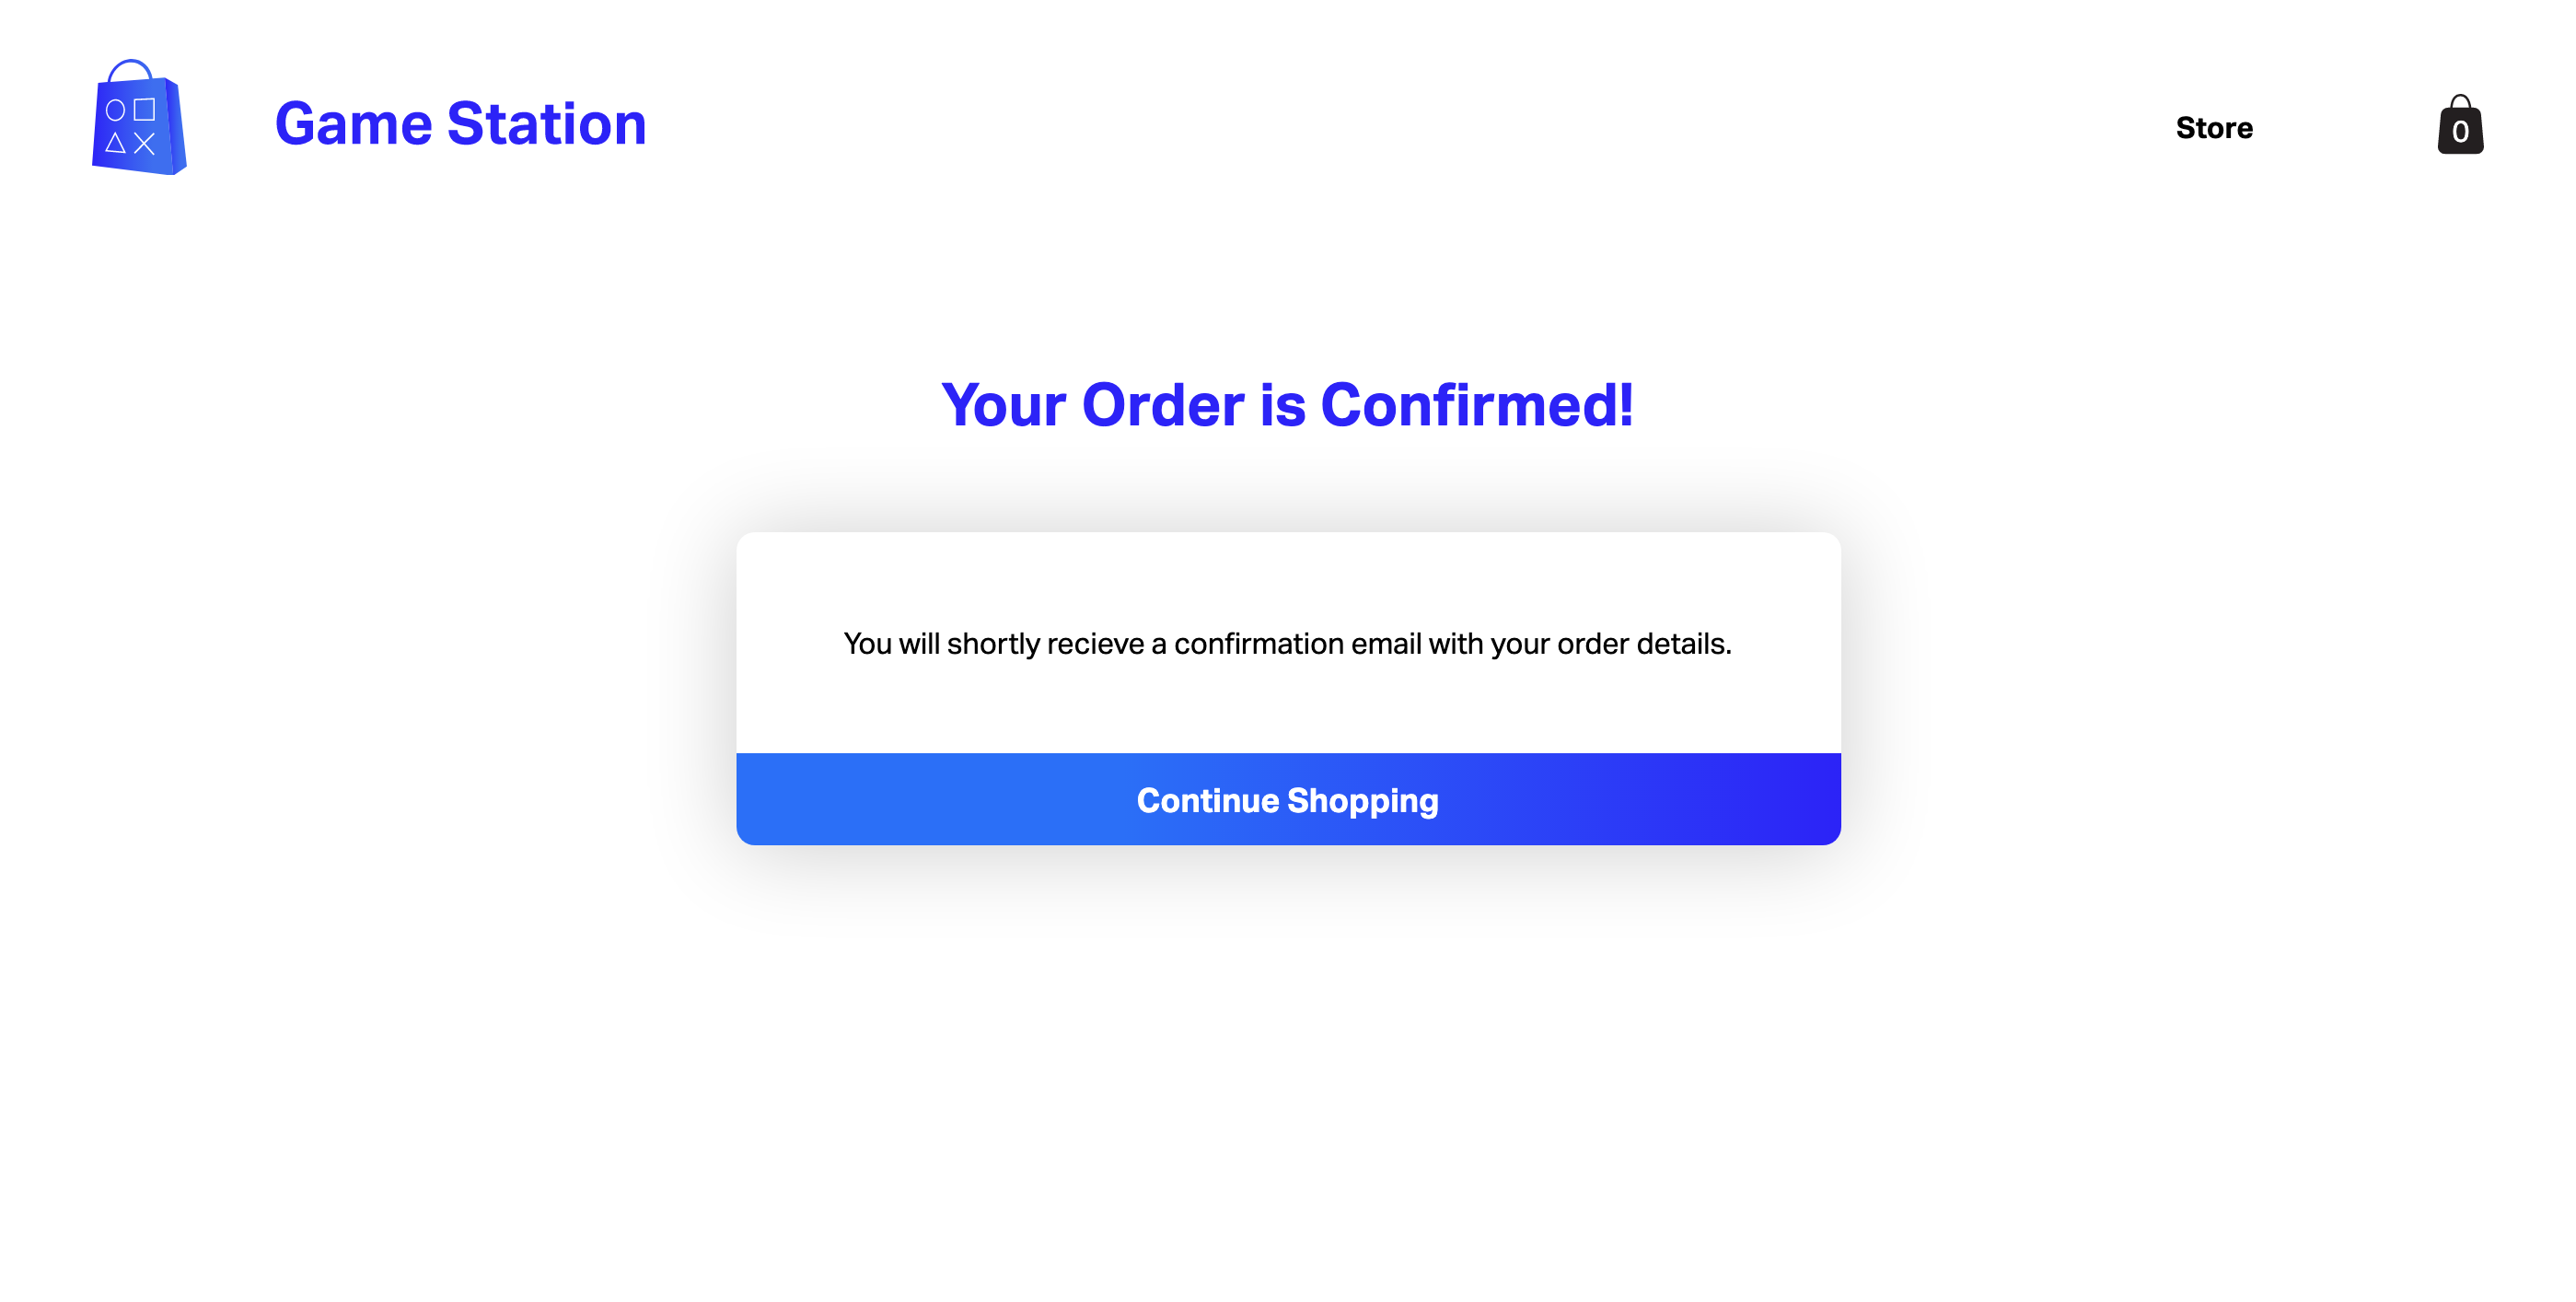 Game Station
Store
0
Your Order is Confirmed!
You will shortly recieve a confirmation email with your order details.
Continue Shopping